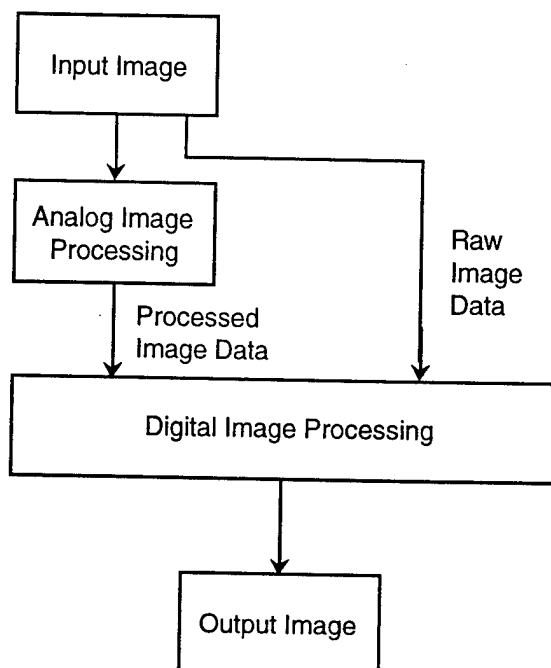 Input Image
Analog Image
Processing
Raw
Image
Data
Processed
Image Data
Digital Image Processing
Output Image